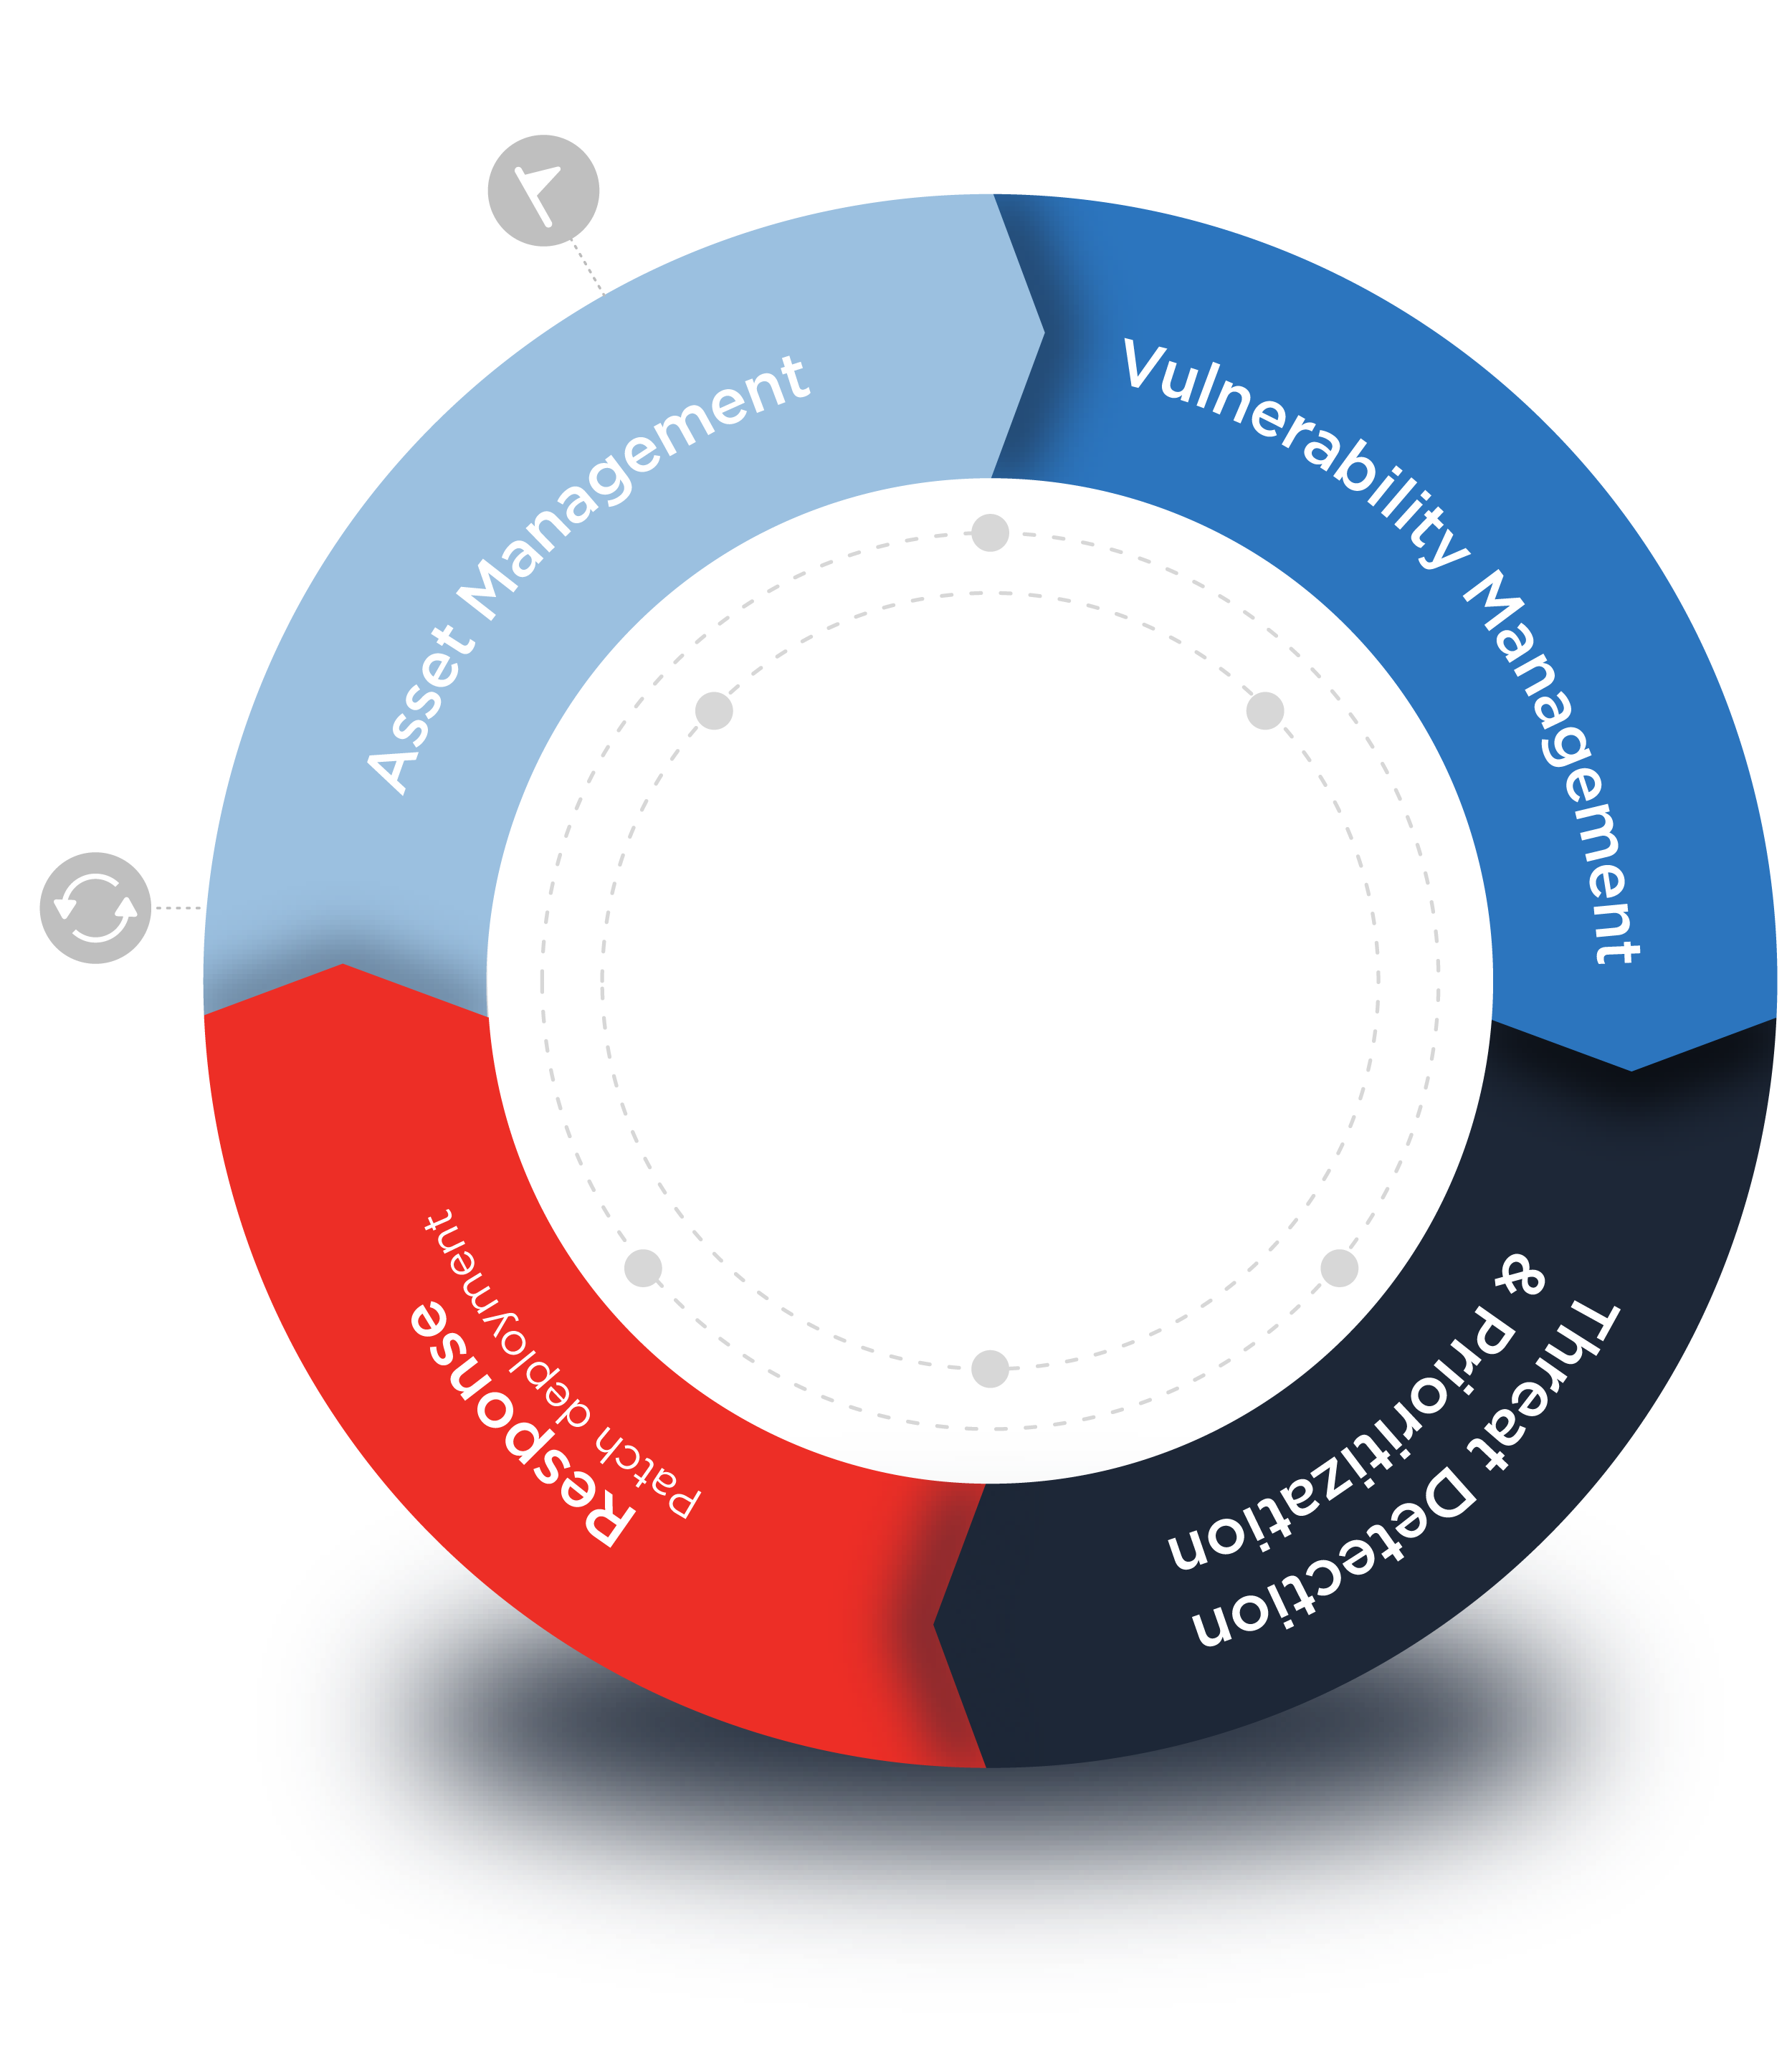 Asset Management
Vulnerability Management
Threat Detection
& Prioritization
Response
Patch deployment